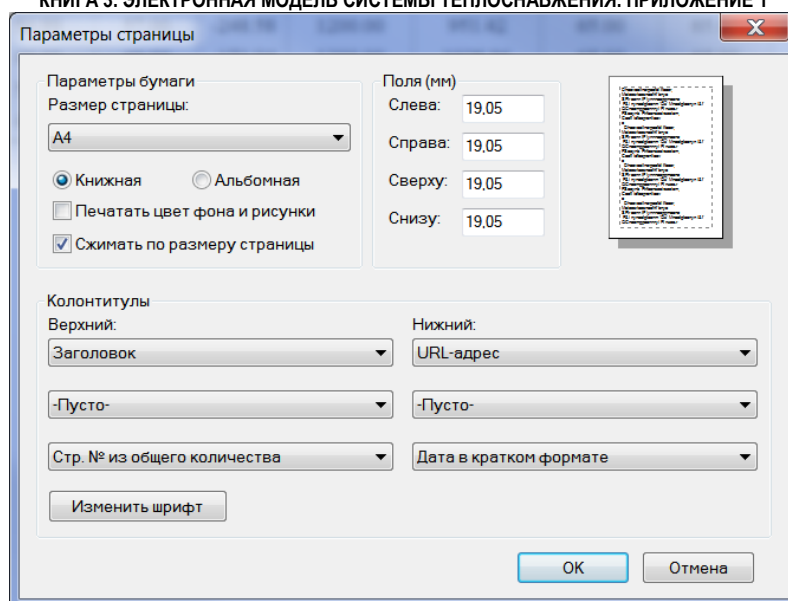 КНИГА 3. ЭЛЕКТРОННАЯ МОДЕЛЬ СИСТЕМЫ ТЕПЛОСНАБЖЕНИЯ. ПРИЛОЖЕНИЕ 1
Параметры страницы
Параметры бумаги
Размер страницы:
A4
Книжная Альбомная
Печатать цвет фона и рисунки
Сжимать по размеру страницы
Поля (мм)
Слева: 19,05
Справа: 19,05
Сверху: 19,05
Снизу: 19,05
Колонтитулы
Верхний: Нижний:
Заголовок URL-адрес
-Пусто- -Пусто-
Стр. № из общего количества Дата в кратком формате
Изменить шрифт
OK Отмена